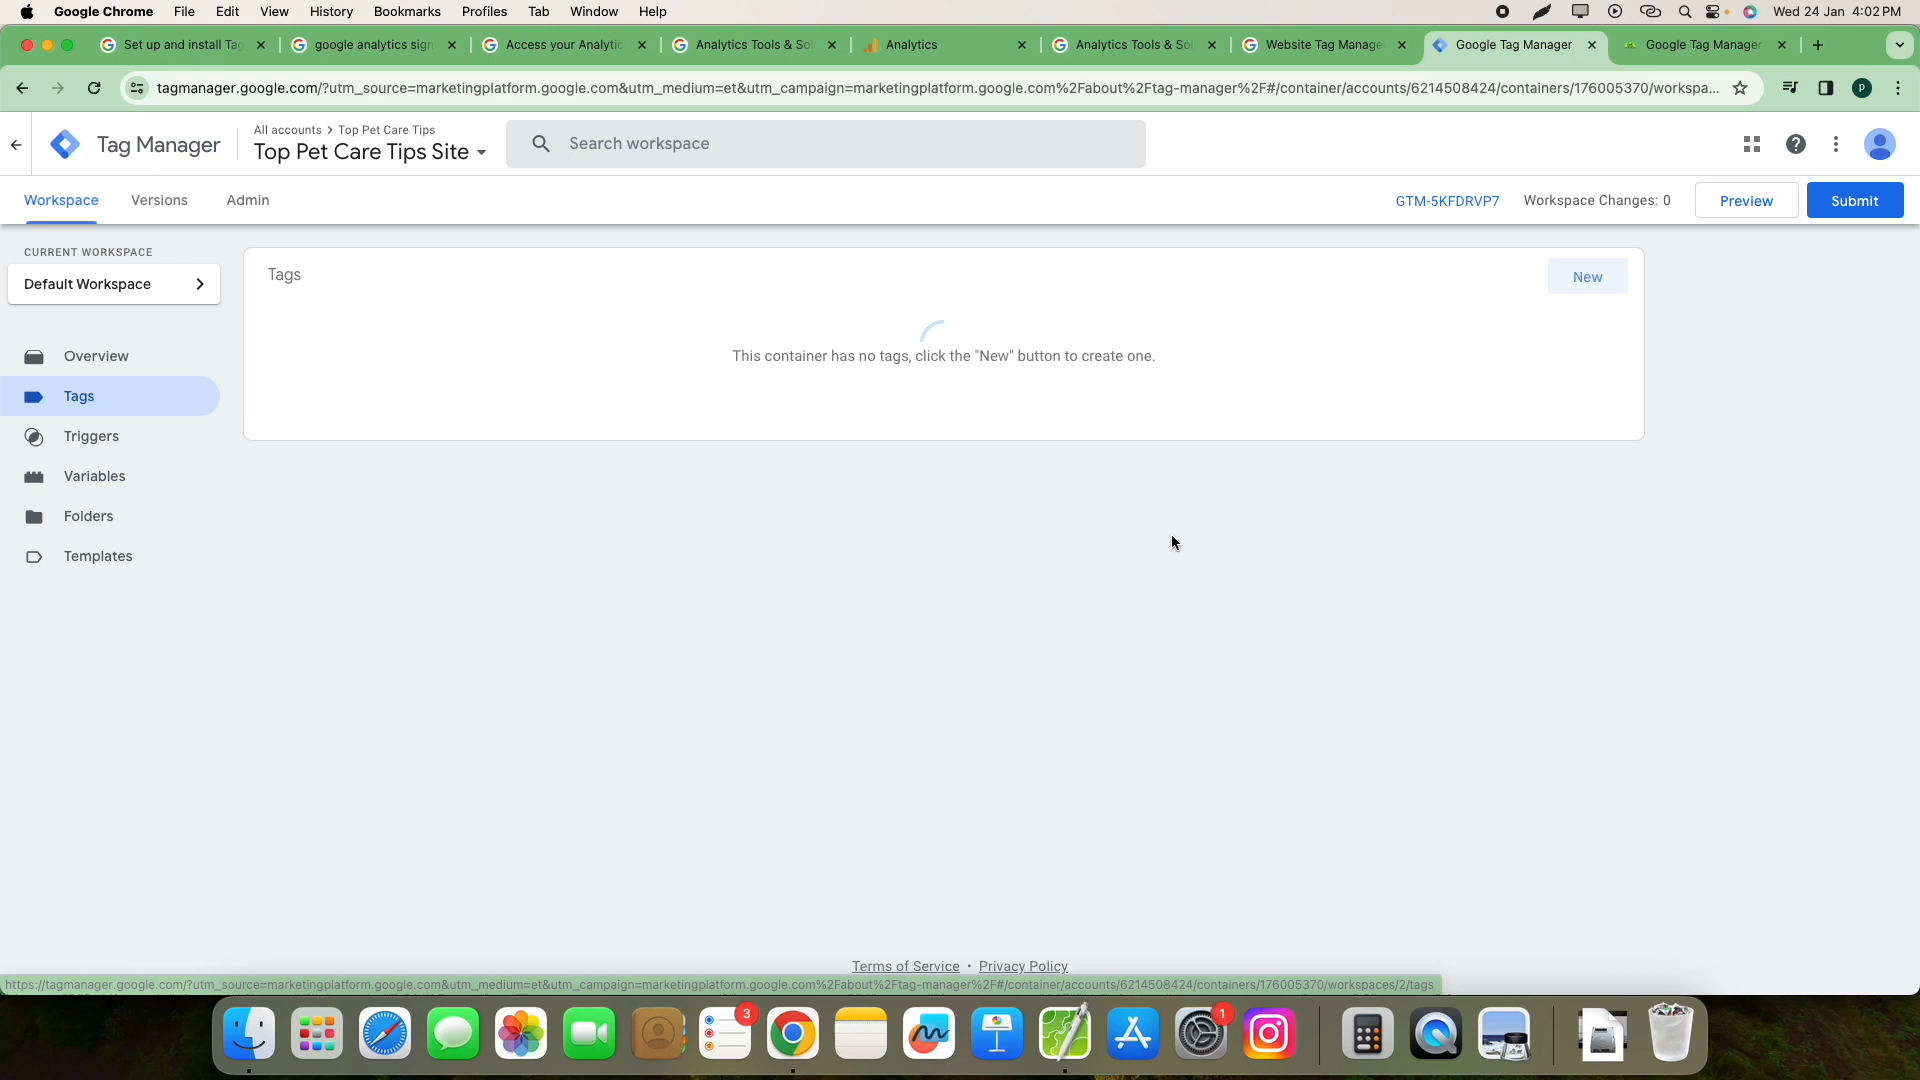 Google Chrome File Edit View History Bookmarks Profiles Tab Window Help Wed 24 Jan 4:02 PM
Set up and install Tag google analytics sign Access your Analytic Analytics Tools & Sol Analytics Analytics Tools & Sol Website Tag Manage Google Tag Manager Google Tag Manager
tagmanager.google.com/?utm_source=marketingplatform.google.com&utm_medium=et&utm_campaign=marketingplatform.google.com%2Fabout%2Ftag-manager%2F#/container/accounts/6214508424/containers/176005370/workspa... P
All accounts > Top Pet Care Tips
Tag Manager Top Pet Care Tips Site Search workspace
Workspace Versions Admin GTM-5KFDRVP7 Workspace Changes: 0 Preview Submit
CURRENT WORKSPACE
Default Workspace
Tags New
This container has no tags, click the "New" button to create one.
Overview
Tags
Triggers
Variables
Folders
Templates
Terms of Service • Privacy Policy
https://tagmanager.google.com/?utm_source=marketingplatform.google.com&utm_medium=et&utm_campaign=marketingplatform.google.com%2Fabout%2Ftag-manager%2F#/container/accounts/6214508424/containers/176005370/workspaces/2/tags
3 1